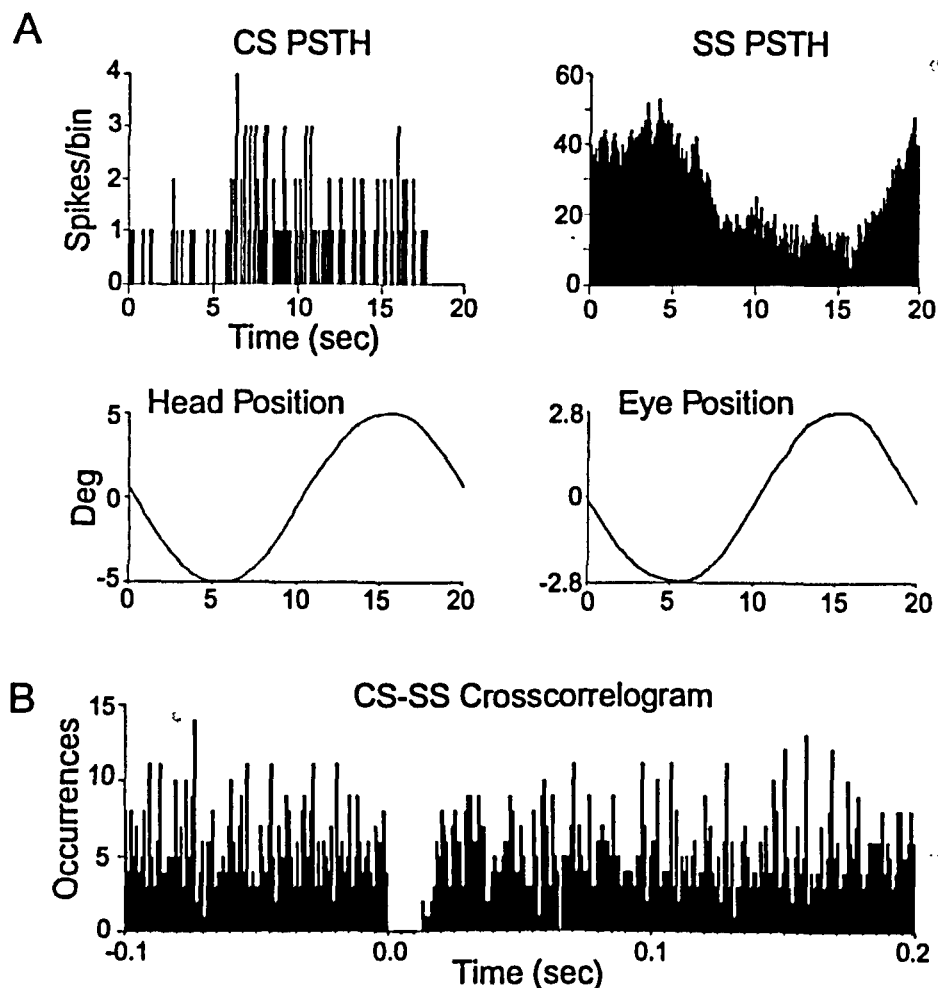 A
CS PSTH
SS PSTH
4
3
2
1
0
Spikes/bin
0 5 10 15 20
Time (sec)
60
40
20
0
0 5 10 15 20
Head Position
5
0
-5
Deg
0 5 10 15 20
Eye Position
2.8
0
-2.8
0 5 10 15 20
B
CS-SS Crosscorrelogram
15
10
5
0
Occurrences
-0.1 0.0 0.1 0.2
Time (sec)